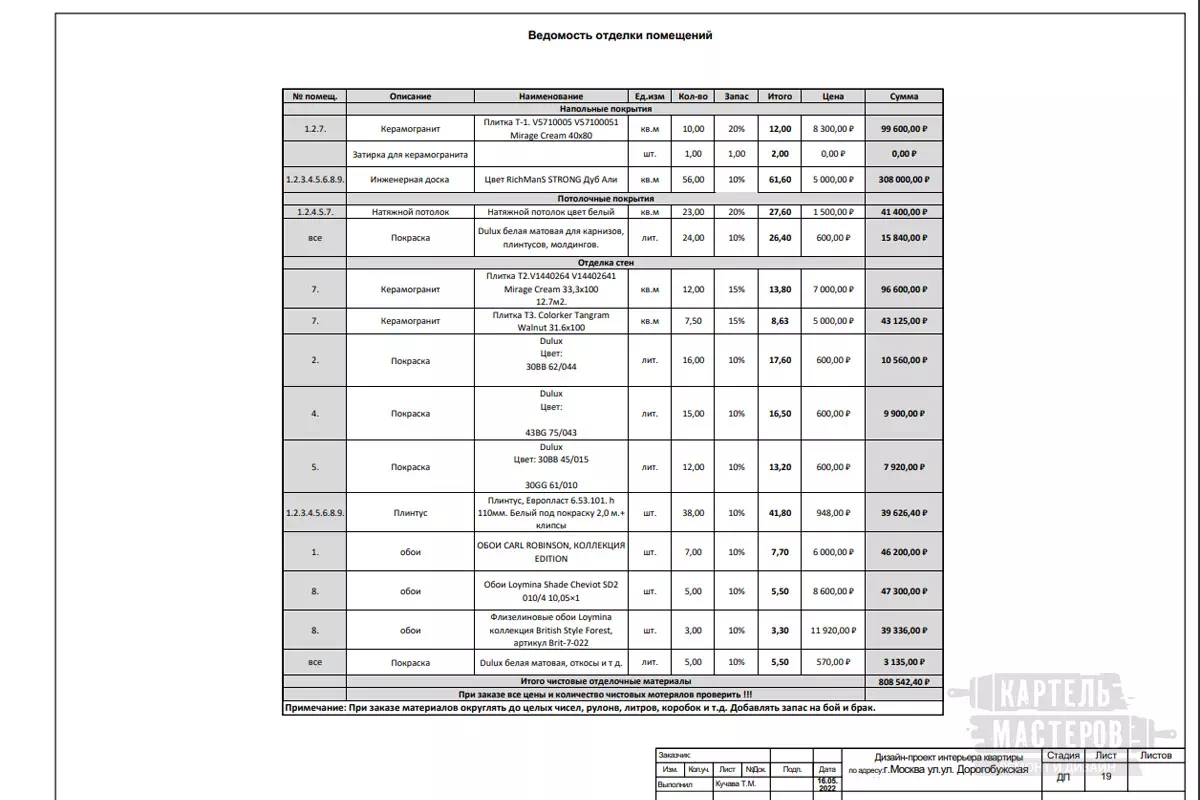 Ведомость отделки помещений
№ помещ. Описание Наименование Ед.изм Кол-во Запас Итого Цена Сумма
Напольные покрытия
1.2.7. Керамогранит Плитка Т-1. V5710005 V57100051 Mirage Cream 40x80 кв.м 10,00 20% 12,00 8 300,00 ₽ 99 600,00 ₽
Затирка для керамогранита шт. 1,00 1,00 2,00 0,00 ₽ 0,00 ₽
1.2.3.4.5.6.8.9. Инженерная доска Цвет RichManS STRONG Дуб Али кв.м 56,00 10% 61,60 5 000,00 ₽ 308 000,00 ₽
Потолочные покрытия
1.2.4.5.7. Натяжной потолок Натяжной потолок цвет белый кв.м 23,00 20% 27,60 1 500,00 ₽ 41 400,00 ₽
все Покраска Dulux белая матовая для карнизов, плинтусов, молдингов. лит. 24,00 10% 26,40 600,00 ₽ 15 840,00 ₽
Отделка стен
7. Керамогранит Плитка Т2.V1440264 V14402641 Mirage Cream 33,3x100 12.7м2. кв.м 12,00 15% 13,80 7 000,00 ₽ 96 600,00 ₽
7. Керамогранит Плитка Т3. Colorker Tangram Walnut 31.6x100 кв.м 7,50 15% 8,63 5 000,00 ₽ 43 125,00 ₽
2. Покраска Dulux Цвет: 30BB 62/044 лит. 16,00 10% 17,60 600,00 ₽ 10 560,00 ₽
4. Покраска Dulux Цвет: 43BG 75/043 лит. 15,00 10% 16,50 600,00 ₽ 9 900,00 ₽
5. Покраска Dulux Цвет: 30BB 45/015 30GG 61/010 лит. 12,00 10% 13,20 600,00 ₽ 7 920,00 ₽
1.2.3.4.5.6.8.9. Плинтус Плинтус, Европласт 6.53.101. h 110мм. Белый под покраску 2,0 м.+ клипсы шт. 38,00 10% 41,80 948,00 ₽ 39 626,40 ₽
1. обои ОБОИ CARL ROBINSON, КОЛЛЕКЦИЯ EDITION шт. 7,00 10% 7,70 6 000,00 ₽ 46 200,00 ₽
8. обои Обои Loymina Shade Cheviot SD2 010/4 10,05×1 шт. 5,00 10% 5,50 8 600,00 ₽ 47 300,00 ₽
8. обои Флизелиновые обои Loymina коллекция British Style Forest, артикул Brit-7-022 шт. 3,00 10% 3,30 11 920,00 ₽ 39 336,00 ₽
все Покраска Dulux белая матовая, откосы и т д. лит. 5,00 10% 5,50 570,00 ₽ 3 135,00 ₽
Итого чистовые отделочные материалы 808 542,40 ₽
При заказе все цены и количество чистовых мотерялов проверить !!!
Примечание: При заказе материалов округлять до целых чисел, рулонв, литров, коробок и т.д. Добавлять запас на бой и брак.
КАРТЕЛЬ
МАСТЕРОВ
Заказчик:
Изм. Кол.уч. Лист №Док. Подп. Дата
Выполнил Кучава Т.М. 16.05. 2022
Дизайн-проект интерьера квартиры
по адресу:г.Москва ул.ул. Дорогобужская
Стадия Лист Листов
ДП 19